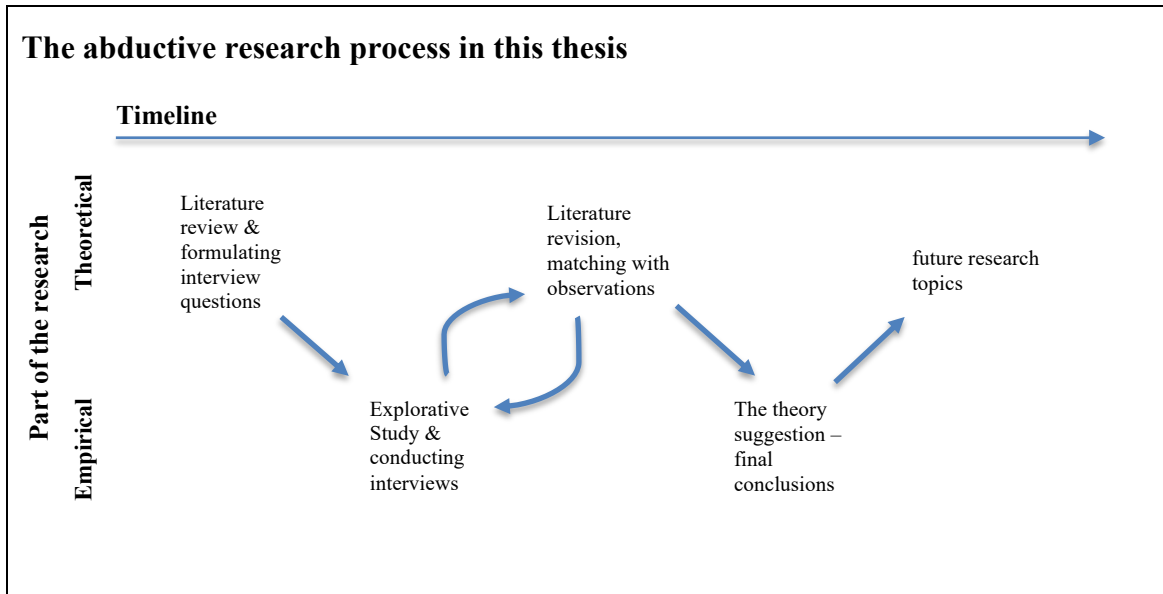 The abductive research process in this thesis
Timeline
Part of the research
Theoretical
Literature
review &
formulating
interview
questions
Literature
revision,
matching with
observations
future research
topics
Empirical
Explorative
Study &
conducting
interviews
The theory
suggestion –
final
conclusions